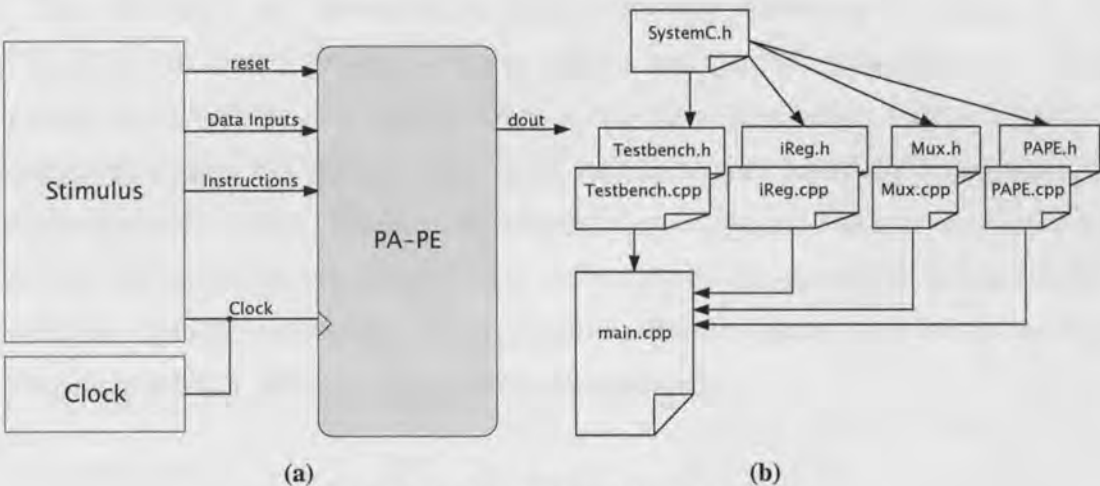 reset
Data Inputs
Instructions
Stimulus
Clock
Clock
PA-PE
dout
(a)
SystemC.h
Testbench.h
iReg.h
Mux.h
PAPE.h
Testbench.cpp
iReg.cpp
Mux.cpp
PAPE.cpp
main.cpp
(b)